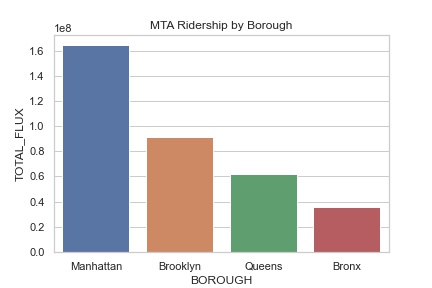 MTA Ridership by Borough
1e8
1.6
1.4
1.2
1.0
0.8
0.6
0.4
0.2
0.0
TOTAL_FLUX
Manhattan Brooklyn Queens Bronx
BOROUGH